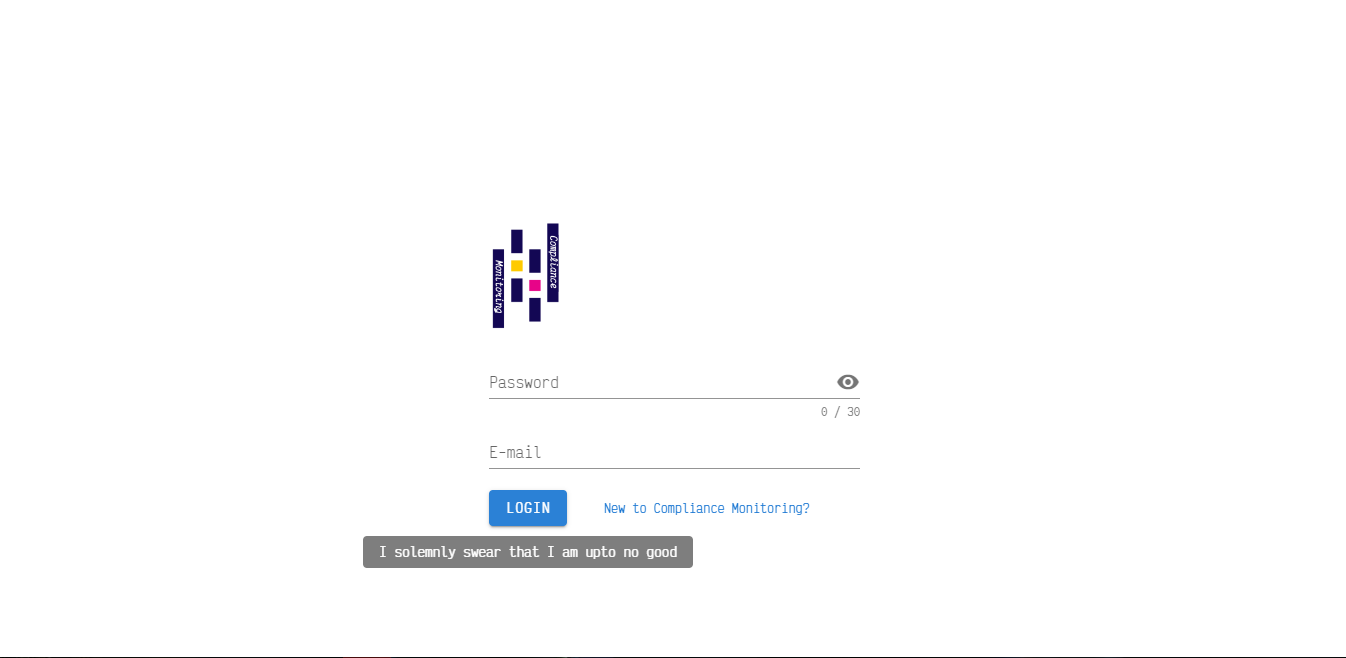 Monitoring
Compliance
Password
0 / 30
E-mail
LOGIN
New to Compliance Monitoring?
I solemnly swear that I am upto no good